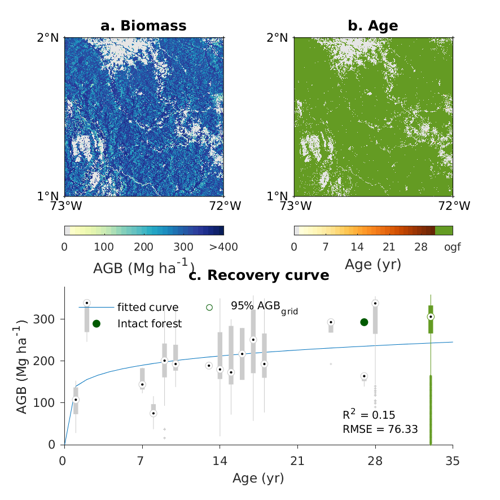 a. Biomass
b. Age
2°N
2°N
1°N
1°N
73°W
72°W
73°W
72°W
0 100 200 300 >400
AGB (Mg ha-1)
0 7 14 21 28 ogf
Age (yr)
c. Recovery curve
fitted curve
95% AGBgrid
Intact forest
300
200
100
0
AGB (Mg ha-1)
R2 = 0.15
RMSE = 76.33
0 7 14 21 28 35
Age (yr)